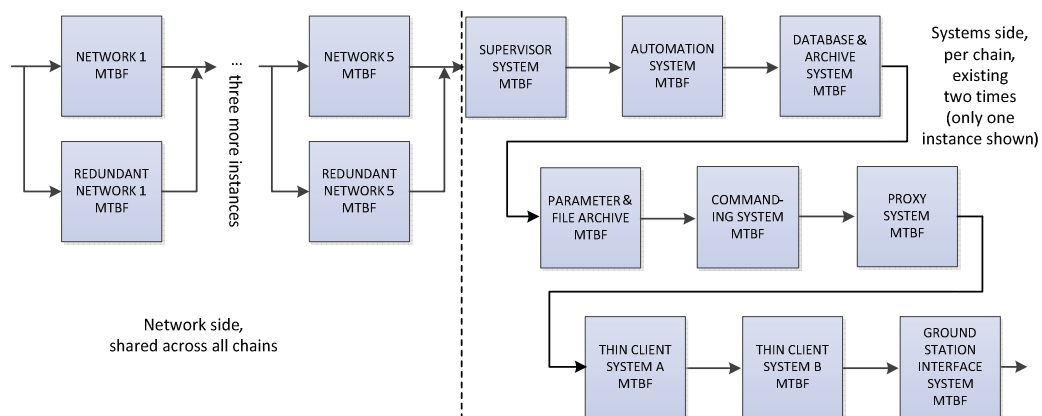 NETWORK 1
MTBF
REDUNDANT
NETWORK 1
MTBF
... three more instances
NETWORK 5
MTBF
REDUNDANT
NETWORK 5
MTBF
Network side,
shared across all chains
SUPERVISOR
SYSTEM
MTBF
AUTOMATION
SYSTEM
MTBF
DATABASE &
ARCHIVE
SYSTEM
MTBF
Systems side,
per chain,
existing
two times
(only one
instance shown)
PARAMETER &
FILE ARCHIVE
MTBF
COMMAND-
ING SYSTEM
MTBF
PROXY
SYSTEM
MTBF
THIN CLIENT
SYSTEM A
MTBF
THIN CLIENT
SYSTEM B
MTBF
GROUND
STATION
INTERFACE
SYSTEM
MTBF